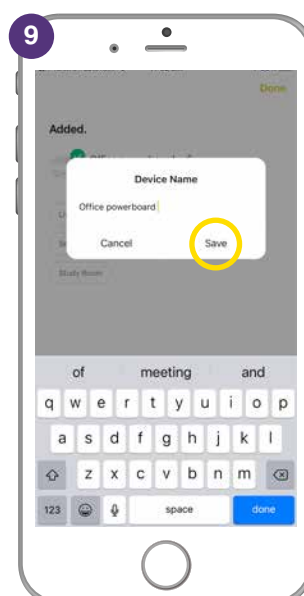 9
Done
Added.
Device Name
Office powerboard
Cancel
Save
Study Room
of meeting and
q w e r t y u i o p
a s d f g h j k l
z x c v b n m
123 space done